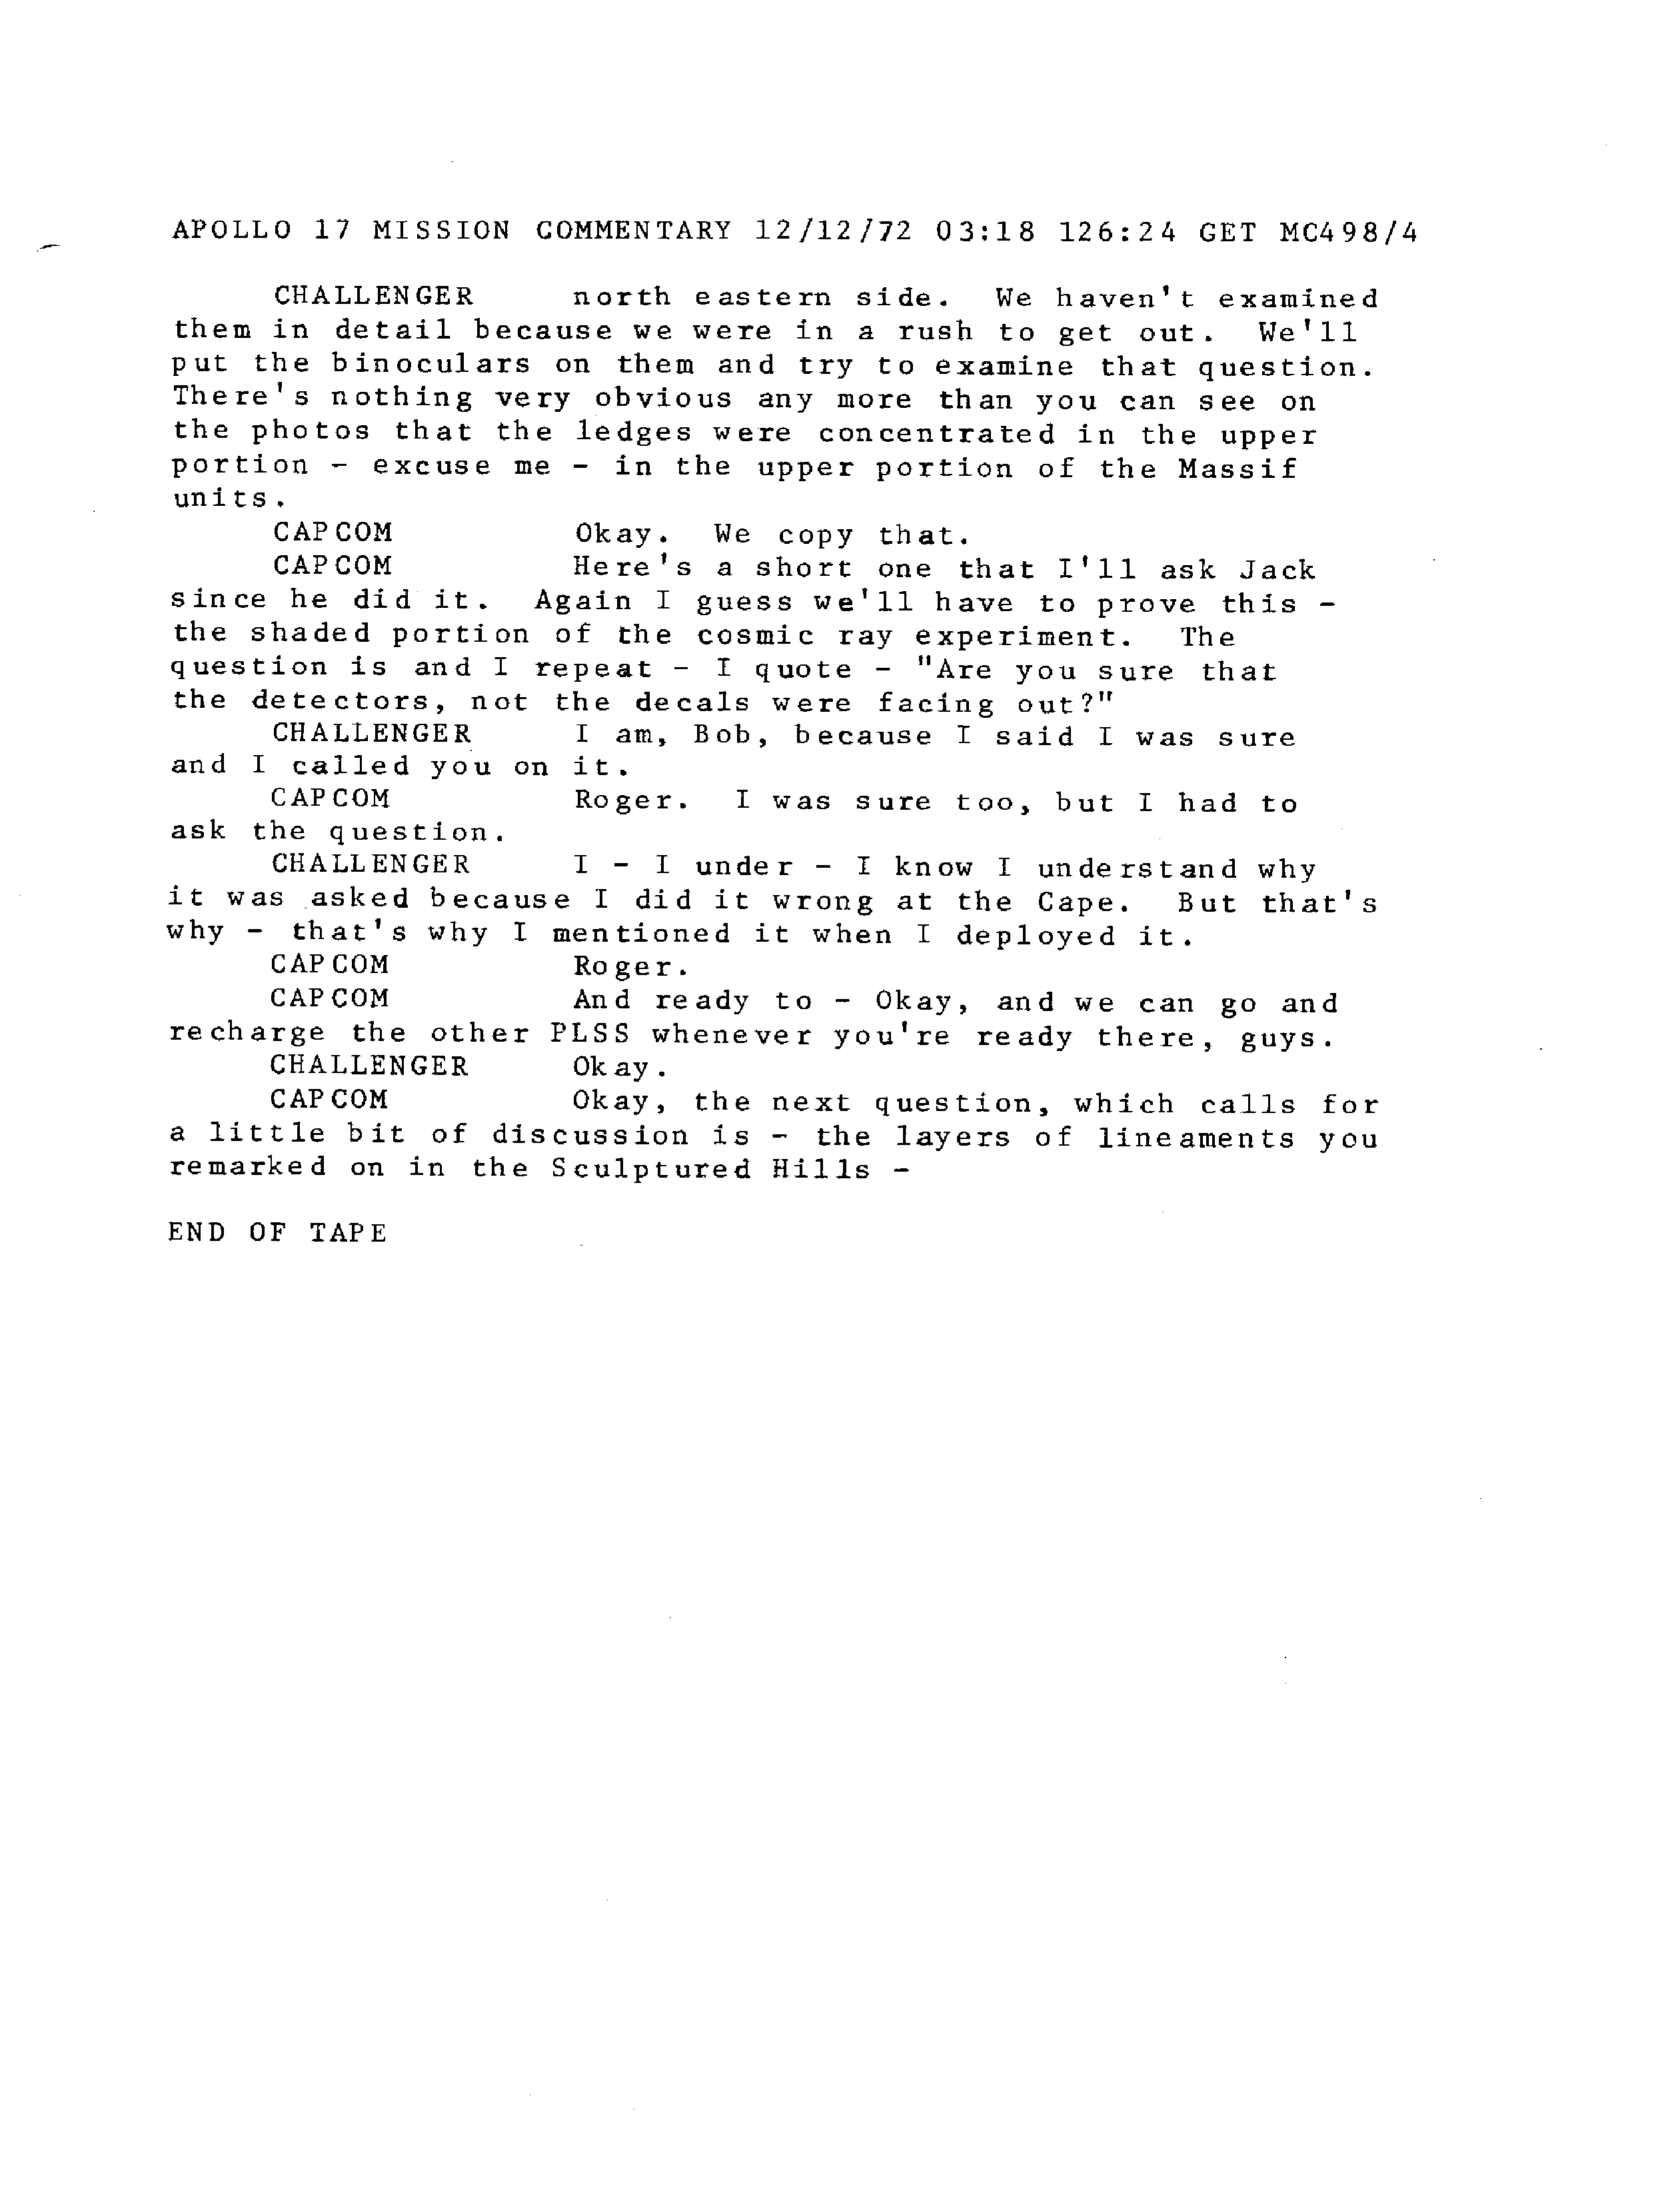 APOLLO 17 MISSION COMMENTARY 12/12/72 03:18 126:24 GET MC498/4
CHALLENGER north eastern side. We haven't examined
them in detail because we were in a rush to get out. We'll
put the binoculars on them and try to examine that question.
There's nothing very obvious any more than you can see on
the photos that the ledges were concentrated in the upper
portion - excuse me - in the upper portion of the Massif
units.
CAPCOM Okay. We copy that.
CAPCOM Here's a short one that I'll ask Jack
since he did it. Again I guess we'll have to prove this -
the shaded portion of the cosmic ray experiment. The
question is and I repeat - I quote - "Are you sure that
the detectors, not the decals were facing out?"
CHALLENGER I am, Bob, because I said I was sure
and I called you on it.
CAPCOM Roger. I was sure too, but I had to
ask the question.
CHALLENGER I - I under - I know I understand why
it was asked because I did it wrong at the Cape. But that's
why - that's why I mentioned it when I deployed it.
CAPCOM Roger.
CAPCOM And ready to - Okay, and we can go and
recharge the other PLSS whenever you're ready there, guys.
CHALLENGER Okay.
CAPCOM Okay, the next question, which calls for
a little bit of discussion is - the layers of lineaments you
remarked on in the Sculptured Hills -
END OF TAPE